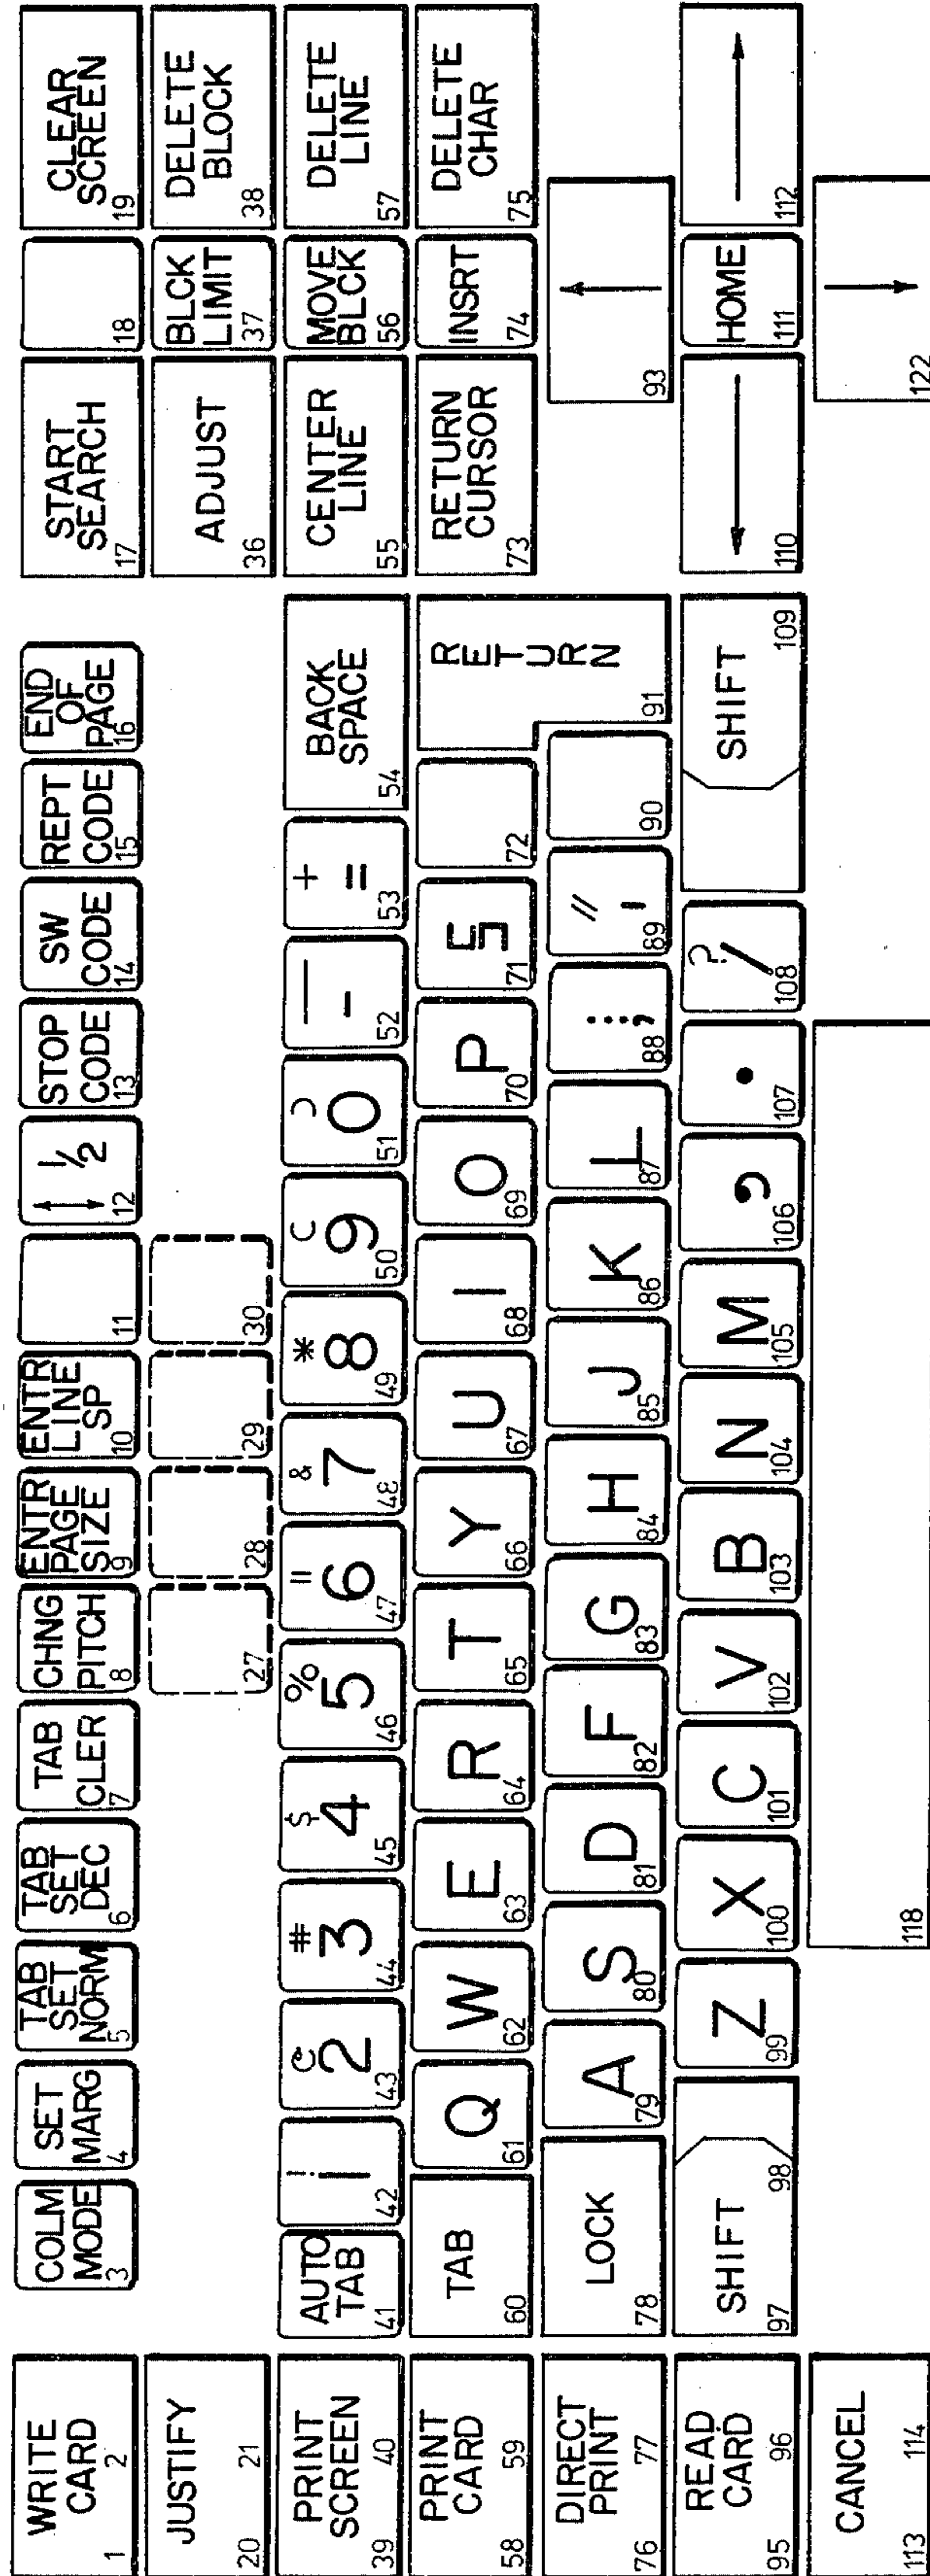 WRITE
CARD
1 2
COLM
MODE
3
SET
MARG
4
TAB
SET
NORM
5
TAB
SET
DEC
6
TAB
CLER
7
CHNG
PITCH
8
ENTR
PAGE
SIZE
9
ENTR
LINE
SP
10
11
↕ 1/2
12
STOP
CODE
13
SW
CODE
14
REPT
CODE
15
END
OF
PAGE
16
START
SEARCH
17
18
CLEAR
SCREEN
19
JUSTIFY
20 21
27
28
29
30
ADJUST
36
BLCK
LIMIT
37
DELETE
BLOCK
38
PRINT
SCREEN
39 40
AUTO
TAB
41
!
42
2
43
#
3
44
$
4
45
%
5
46
=
6
47
&
7
48
*
8
49
(
9
50
)
0
51
_
-
52
+
=
53
BACK
SPACE
54
CENTER
LINE
55
MOVE
BLCK
56
DELETE
LINE
57
PRINT
CARD
58 59
TAB
60
Q
61
W
62
E
63
R
64
T
65
Y
66
U
67
I
68
O
69
P
70
71
72
RETURN
91
RETURN
CURSOR
73
INSRT
74
DELETE
CHAR
75
DIRECT
PRINT
76 77
LOCK
78
A
79
S
80
D
81
F
82
G
83
H
84
J
85
K
86
L
87
:
;
88
"
'
89
90
↑
93
READ
CARD
95 96
SHIFT
97 98
Z
99
X
100
C
101
V
102
B
103
N
104
M
105
,
106
.
107
?
/
108
SHIFT
109
←
110
HOME
111
→
112
CANCEL
113 114
118
↓
122